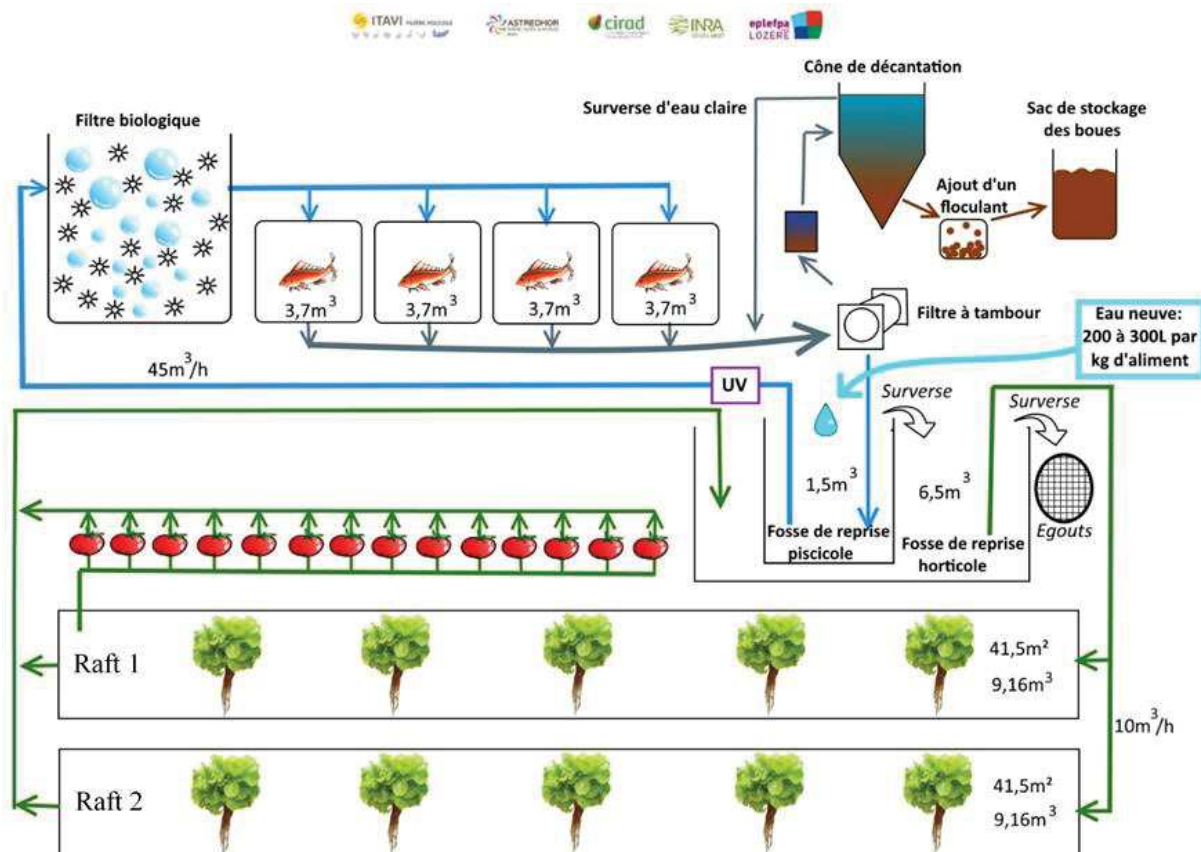 ITAVI
ASTREDHOR
cirad
INRA
eplefpa
LOZÈRE
Cône de décantation
Surverse d'eau claire
Sac de stockage
des boues
Filtre biologique
Ajout d'un
floculant
3,7m³
3,7m³
3,7m³
3,7m³
Filtre à tambour
Eau neuve:
200 à 300L par
kg d'aliment
45m³/h
UV
Surverse
Surverse
1,5m³
6,5m³
Fosse de reprise
piscicole
Fosse de reprise
horticole
Egouts
Raft 1
41,5m²
9,16m³
10m³/h
Raft 2
41,5m²
9,16m³